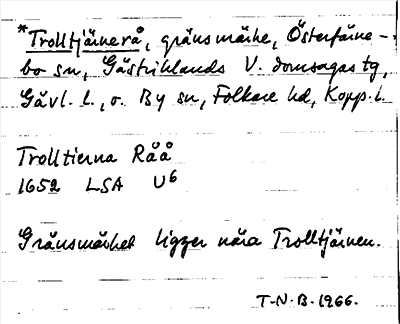 *Trolltjärnerå, gränsmärke, Österfärne-
bo sn, Gästriklands V. domsagas tg,
Gävl. l., o. By sn, Folkare hd, Kopp. l.
Trolltierna Råå
1652 LSA U6
Gränsmärket ligger nära Trolltjärnen.
T-N.B. 1966.